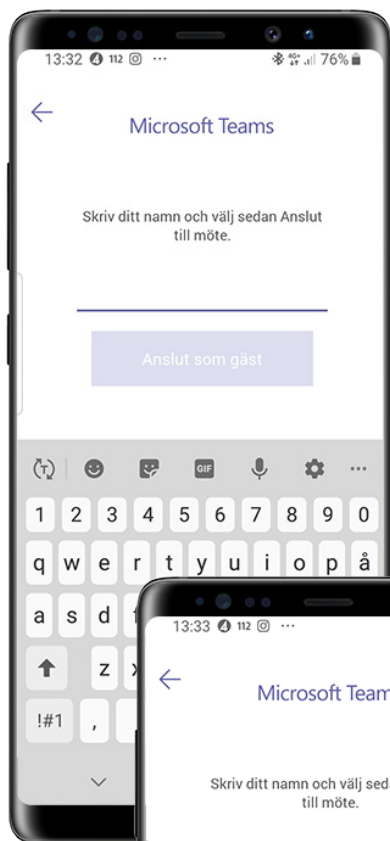 13:32 112 ... 4G+ 76%
Microsoft Teams
Skriv ditt namn och välj sedan Anslut
till möte.
Anslut som gäst
T GIF ...
1 2 3 4 5 6 7 8 9 0
q w e r t y u i o p å
a s d
z
!#1 ,
13:33 112 ...
Microsoft Team
Skriv ditt namn och välj sed
till möte.